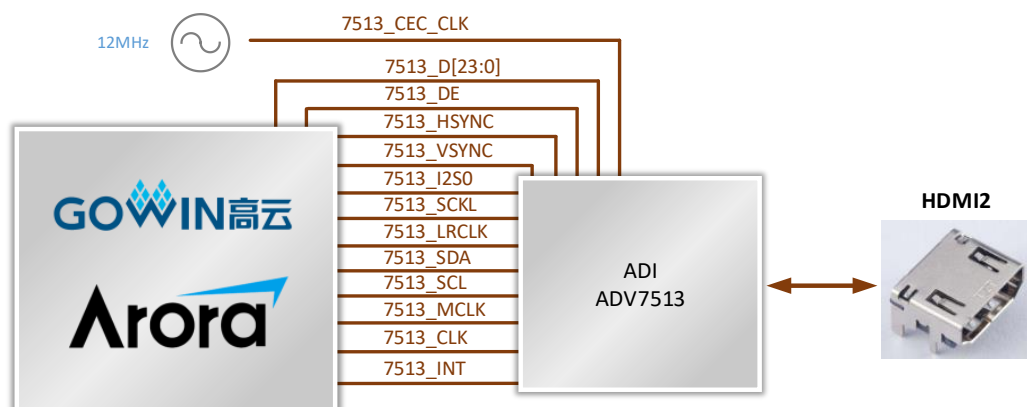 7513_CEC_CLK
12MHz
7513_D[23:0]
7513_DE
7513_HSYNC
7513_VSYNC
7513_I2S0
7513_SCKL
7513_LRCLK
7513_SDA
7513_SCL
7513_MCLK
7513_CLK
7513_INT
GOWIN高云
Arora
ADI
ADV7513
HDMI2